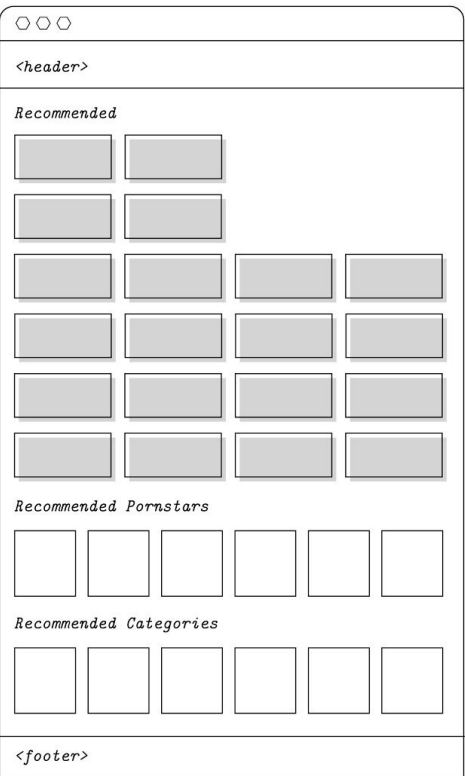 <header>
Recommended
Recommended Pornstars
Recommended Categories
<footer>